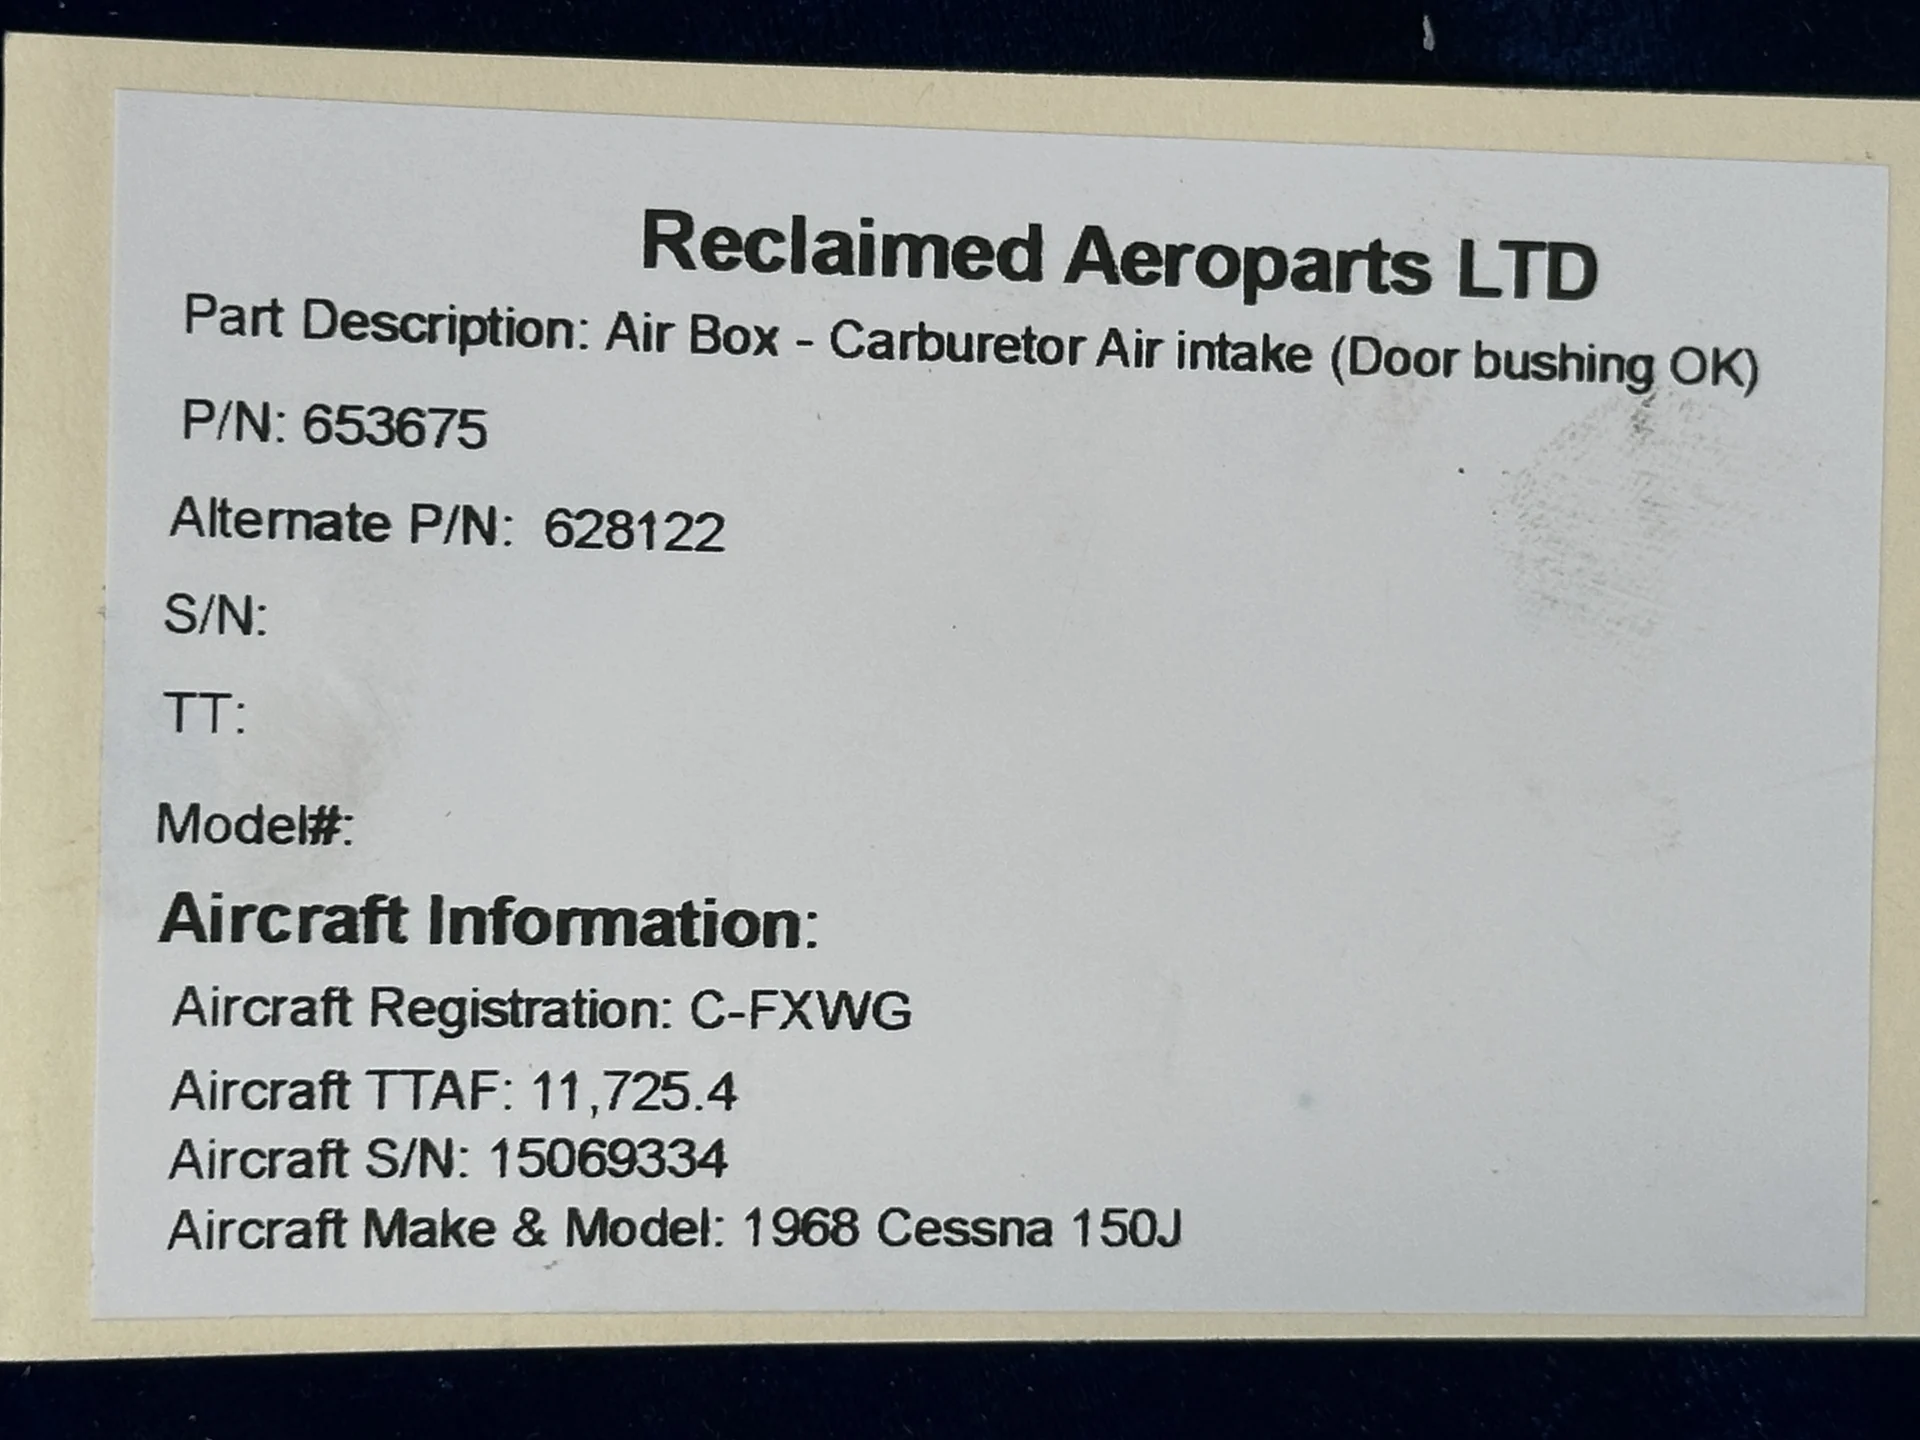 Reclaimed Aeroparts LTD
Part Description: Air Box - Carburetor Air intake (Door bushing OK)
P/N: 653675
Alternate P/N: 628122
S/N:
TT:
Model#:
Aircraft Information:
Aircraft Registration: C-FXWG
Aircraft TTAF: 11,725.4
Aircraft S/N: 15069334
Aircraft Make & Model: 1968 Cessna 150J